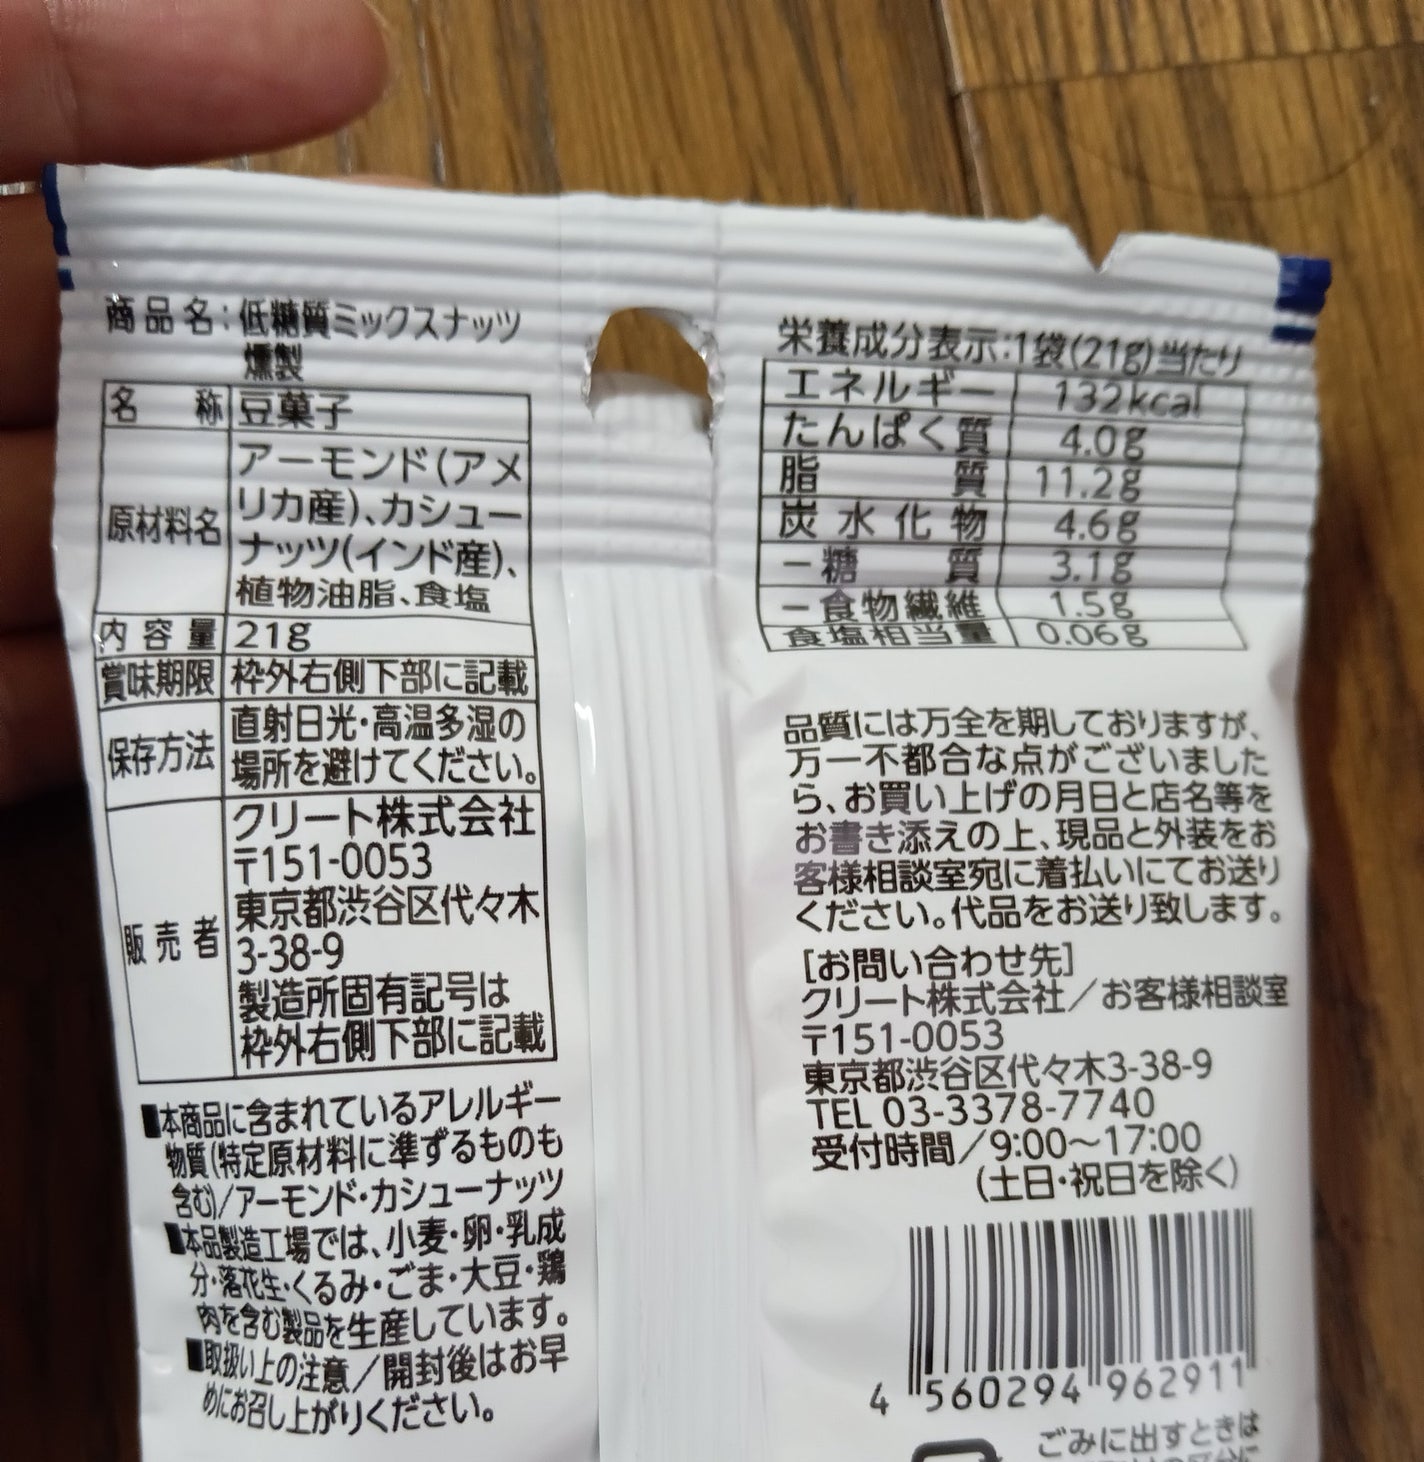 商品名：低糖質ミックスナッツ
燻製
名称 豆菓子
原材料名 アーモンド(アメ
リカ産)、カシュー
ナッツ(インド産)、
植物油脂、食塩
内容量 21g
賞味期限 枠外右側下部に記載
保存方法 直射日光・高温多湿の
場所を避けてください。
販売者 クリート株式会社
〒151-0053
東京都渋谷区代々木
3-38-9
製造所固有記号は
枠外右側下部に記載
■本商品に含まれているアレルギー
物質(特定原材料に準ずるものも
含む)／アーモンド・カシューナッツ
■本品製造工場では、小麦・卵・乳成
分・落花生・くるみ・ごま・大豆・鶏
肉を含む製品を生産しています。
■取扱い上の注意／開封後はお早
めにお召し上がりください。
栄養成分表示：1袋(21g)当たり
エネルギー 132kcal
たんぱく質 4.0g
脂質 11.2g
炭水化物 4.6g
－糖質 3.1g
－食物繊維 1.5g
食塩相当量 0.06g
品質には万全を期しておりますが、
万一不都合な点がございました
ら、お買い上げの月日と店名等を
お書き添えの上、現品と外装をお
客様相談室宛に着払いにてお送り
ください。代品をお送り致します。
[お問い合わせ先]
クリート株式会社／お客様相談室
〒151-0053
東京都渋谷区代々木3-38-9
TEL 03-3378-7740
受付時間／9:00～17:00
(土日・祝日を除く)
4 560294 962911
ごみに出すときは